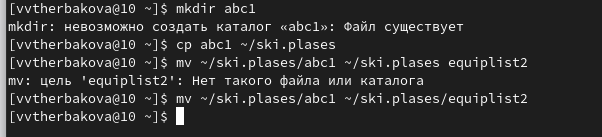 [vvtherbakova@10 ~]$ mkdir abc1
mkdir: невозможно создать каталог «abc1»: Файл существует
[vvtherbakova@10 ~]$ cp abc1 ~/ski.plases
[vvtherbakova@10 ~]$ mv ~/ski.plases/abc1 ~/ski.plases equiplist2
mv: цель 'equiplist2': Нет такого файла или каталога
[vvtherbakova@10 ~]$ mv ~/ski.plases/abc1 ~/ski.plases/equiplist2
[vvtherbakova@10 ~]$